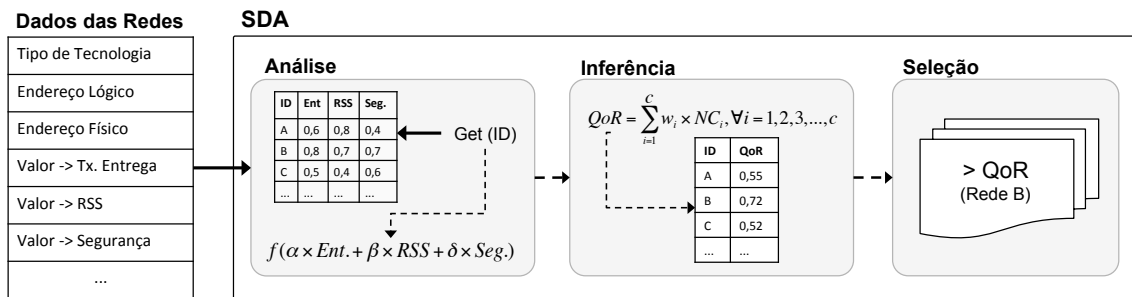 Dados das Redes
Tipo de Tecnologia
Endereço Lógico
Endereço Físico
Valor -> Tx. Entrega
Valor -> RSS
Valor -> Segurança
...
SDA
Análise
ID Ent RSS Seg.
A 0,6 0,8 0,4
B 0,8 0,7 0,7
C 0,5 0,4 0,6
... ... ... ...
Get (ID)
f(α × Ent. + β × RSS + δ × Seg.)
Inferência
QoR = ∑_{i=1}^{C} w_i × NC_i, ∀i = 1,2,3,...,c
ID QoR
A 0,55
B 0,72
C 0,52
... ...
Seleção
> QoR
(Rede B)